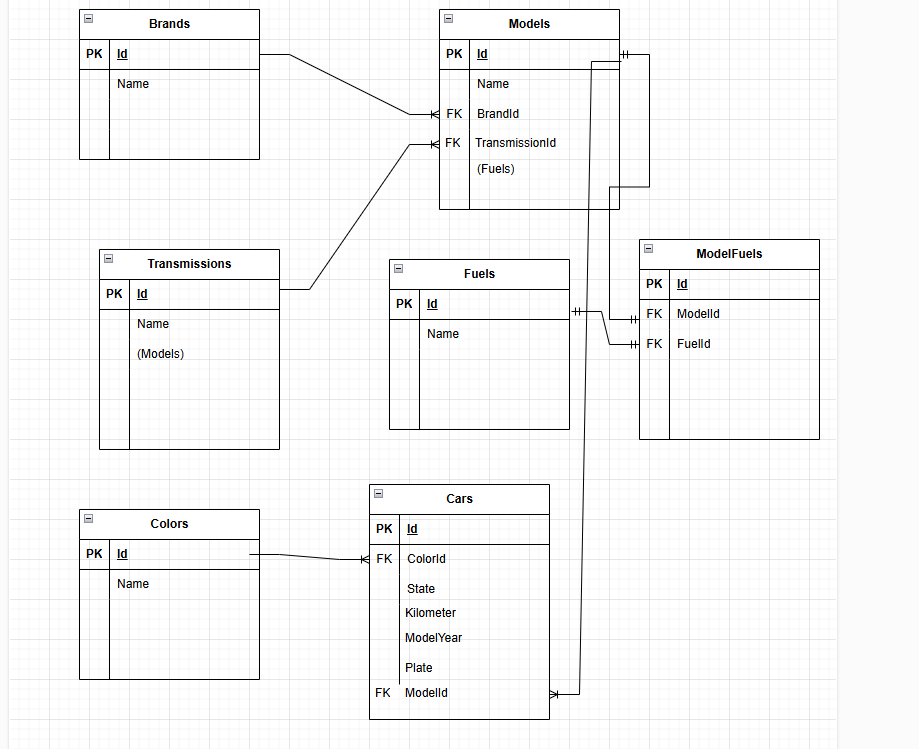 Brands
PK Id
Name
Models
PK Id
Name
FK BrandId
FK TransmissionId
(Fuels)
Transmissions
PK Id
Name
(Models)
Fuels
PK Id
Name
ModelFuels
PK Id
FK ModelId
FK FuelId
Colors
PK Id
Name
Cars
PK Id
FK ColorId
State
Kilometer
ModelYear
Plate
FK ModelId